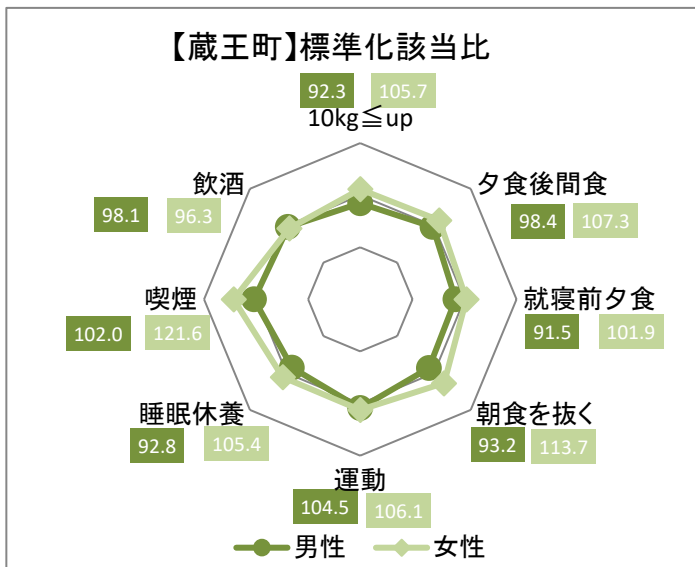 【蔵王町】標準化該当比
92.3 105.7
10kg≦up
飲酒
98.1 96.3
夕食後間食
98.4 107.3
喫煙
102.0 121.6
就寝前夕食
91.5 101.9
睡眠休養
92.8 105.4
朝食を抜く
93.2 113.7
運動
104.5 106.1
男性 女性